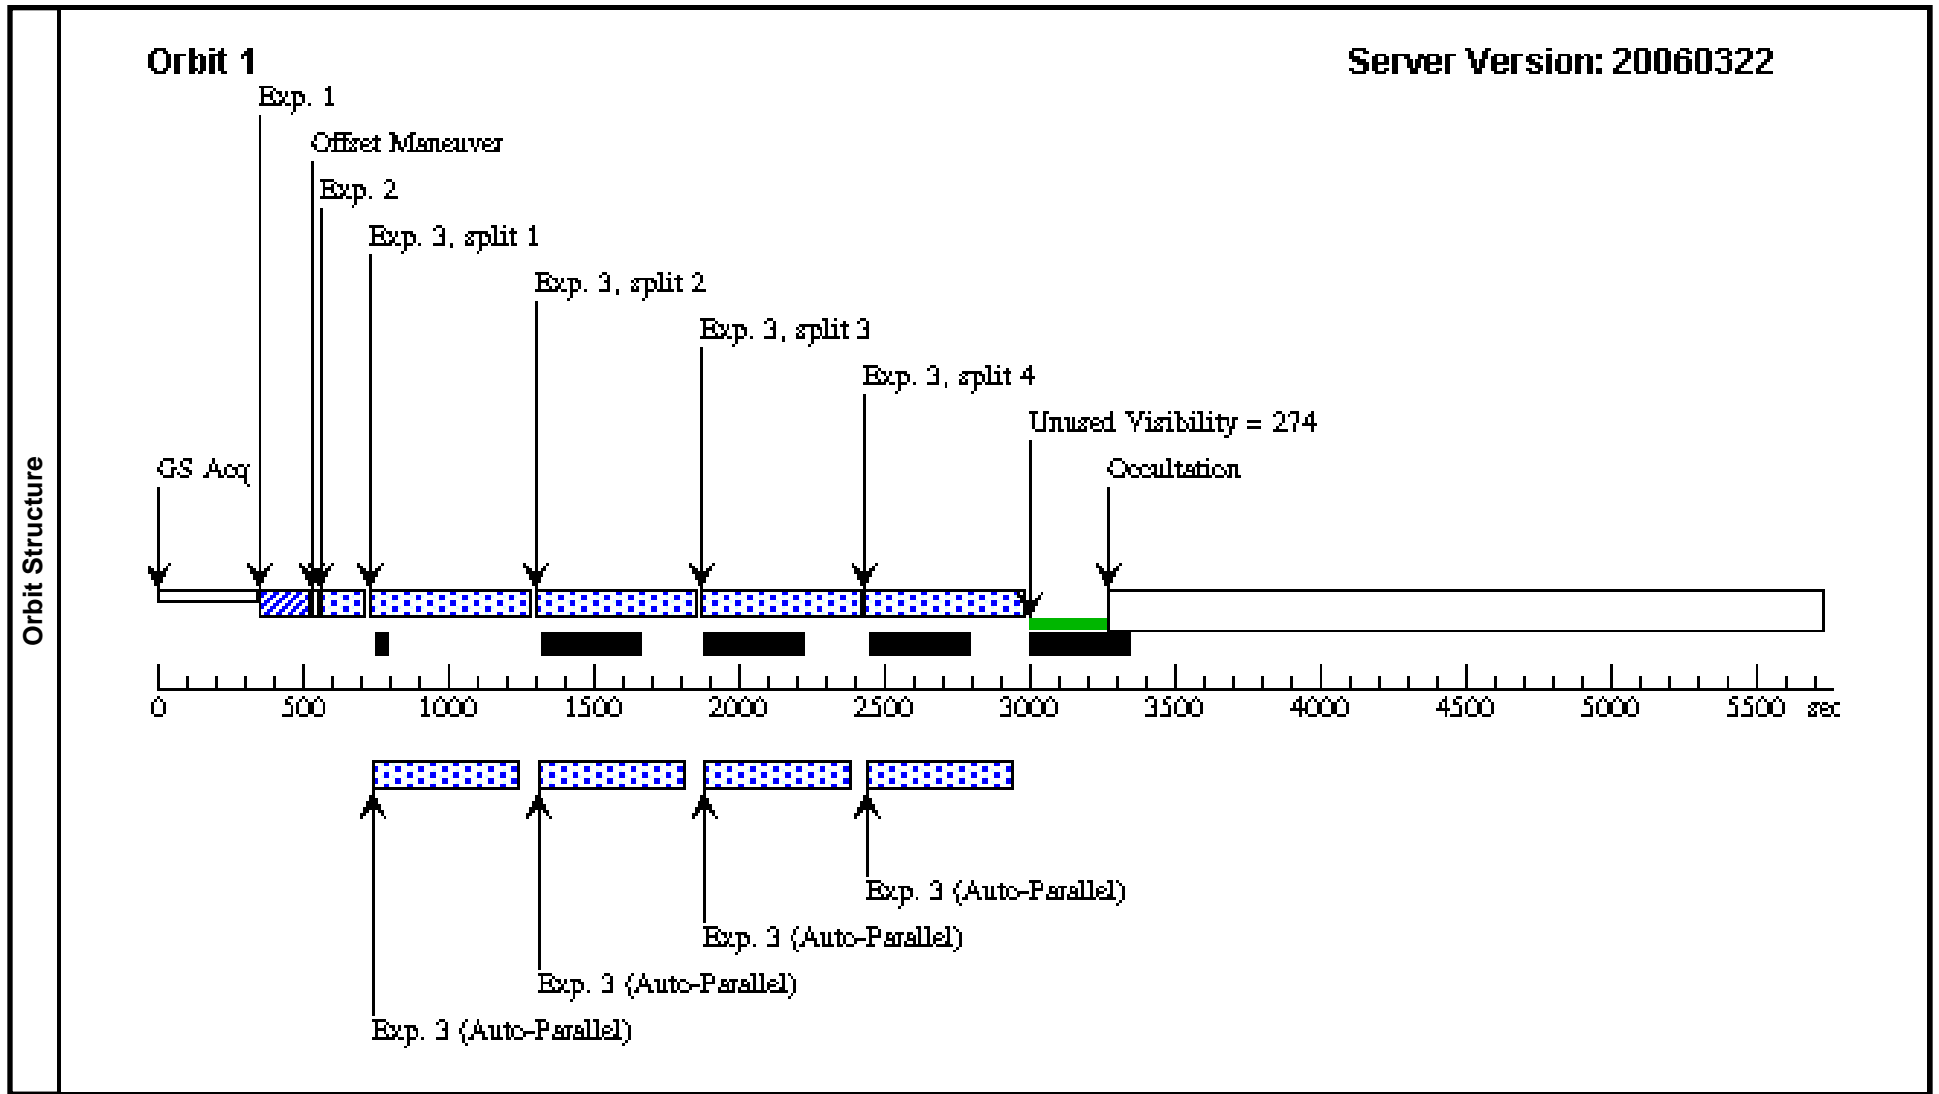 Orbit Structure
Orbit 1
Server Version: 20060322
Exp. 1
Offset Maneuver
Exp. 2
Exp. 3, split 1
Exp. 3, split 2
Exp. 3, split 3
Exp. 3, split 4
Unused Visibility = 274
GS Acq
Occultation
0 500 1000 1500 2000 2500 3000 3500 4000 4500 5000 5500 sec
Exp. 3 (Auto-Parallel)
Exp. 3 (Auto-Parallel)
Exp. 3 (Auto-Parallel)
Exp. 3 (Auto-Parallel)